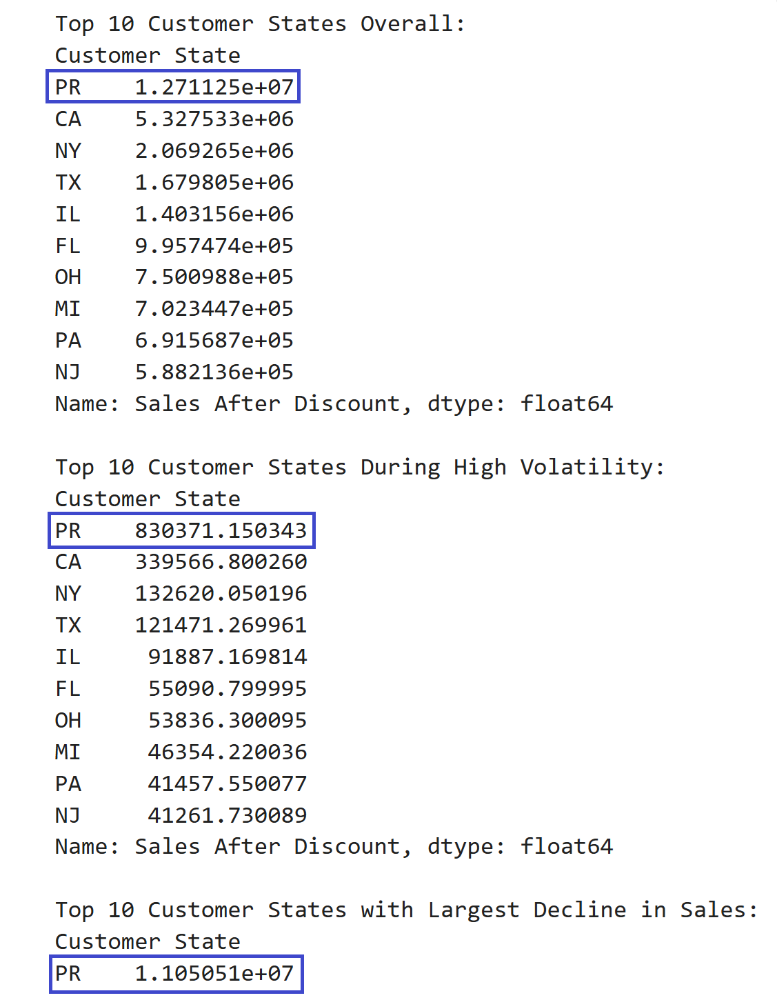 Top 10 Customer States Overall:
Customer State
PR    1.271125e+07
CA    5.327533e+06
NY    2.069265e+06
TX    1.679805e+06
IL    1.403156e+06
FL    9.957474e+05
OH    7.500988e+05
MI    7.023447e+05
PA    6.915687e+05
NJ    5.882136e+05
Name: Sales After Discount, dtype: float64

Top 10 Customer States During High Volatility:
Customer State
PR    830371.150343
CA    339566.800260
NY    132620.050196
TX    121471.269961
IL     91887.169814
FL     55090.799995
OH     53836.300095
MI     46354.220036
PA     41457.550077
NJ     41261.730089
Name: Sales After Discount, dtype: float64

Top 10 Customer States with Largest Decline in Sales:
Customer State
PR    1.105051e+07